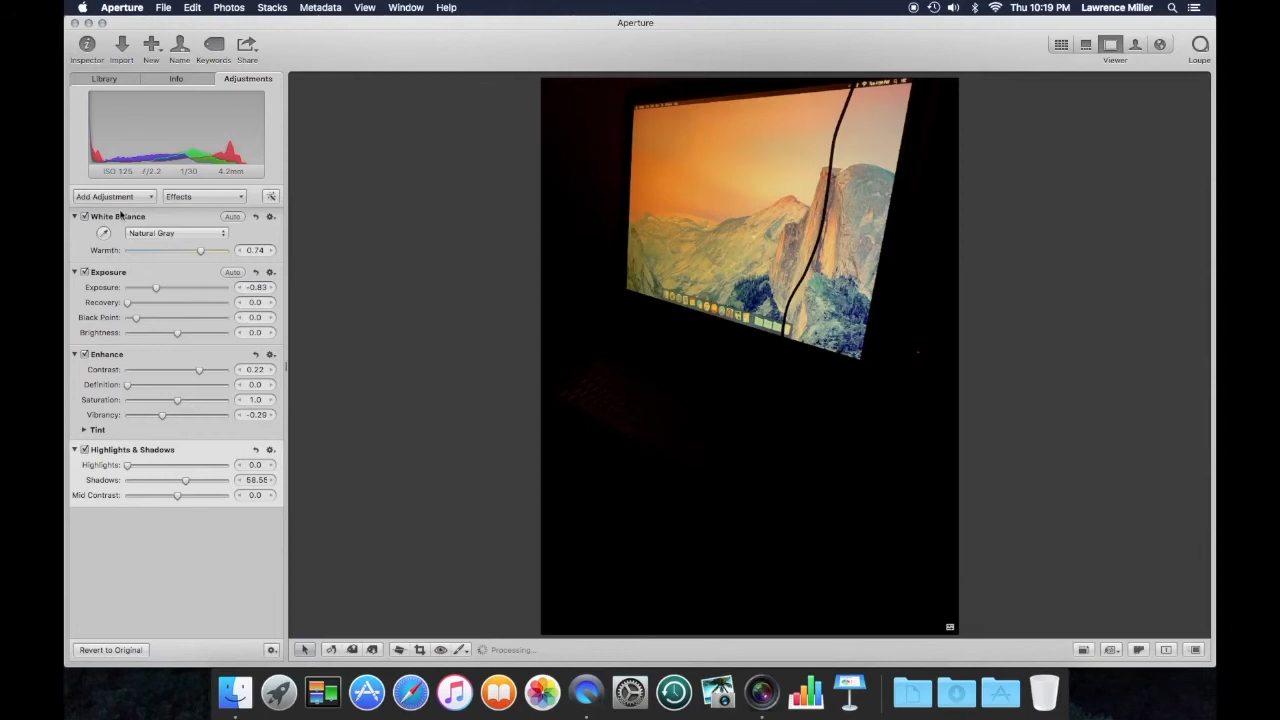 Aperture File Edit Photos Stacks Metadata View Window Help Thu 10:19 PM Lawrence Miller
Aperture
Inspector Import New Name Keywords Share Viewer Loupe
Library Info Adjustments
ISO 125 ƒ/2.2 1/30 4.2mm
Add Adjustment Effects
White Balance Auto
Natural Gray
Warmth: 0.74
Exposure Auto
Exposure: -0.83
Recovery: 0.0
Black Point: 0.0
Brightness: 0.0
Enhance
Contrast: 0.22
Definition: 0.0
Saturation: 1.0
Vibrancy: -0.29
Tint
Highlights & Shadows
Highlights: 0.0
Shadows: 58.55
Mid Contrast: 0.0
Revert to Original Processing...